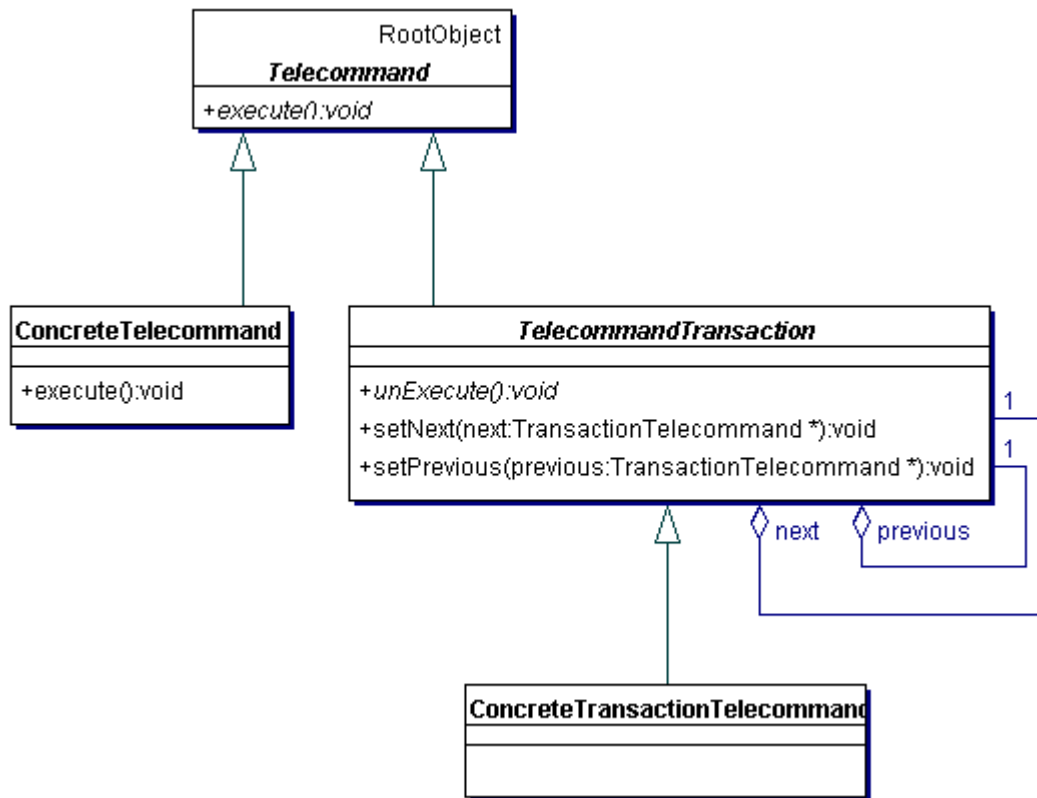 RootObject
Telecommand
+execute():void
ConcreteTelecommand
+execute():void
TelecommandTransaction
+unExecute():void
+setNext(next:TransactionTelecommand *):void
+setPrevious(previous:TransactionTelecommand *):void
1
1
next
previous
ConcreteTransactionTelecommand